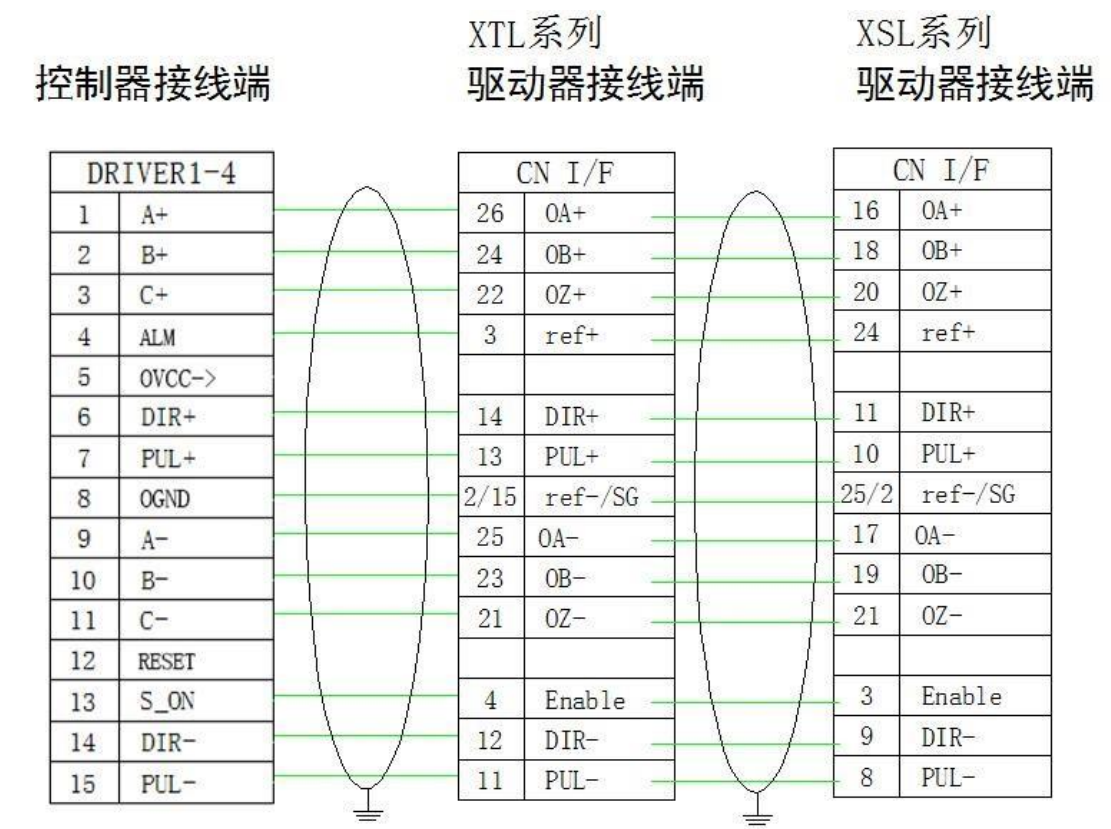 XTL系列
XSL系列
控制器接线端
驱动器接线端
驱动器接线端
DRIVER1-4
CN I/F
CN I/F
1 A+ 26 OA+ 16 OA+
2 B+ 24 OB+ 18 OB+
3 C+ 22 OZ+ 20 OZ+
4 ALM 3 ref+ 24 ref+
5 OVCC->
6 DIR+ 14 DIR+ 11 DIR+
7 PUL+ 13 PUL+ 10 PUL+
8 OGND 2/15 ref-/SG 25/2 ref-/SG
9 A- 25 OA- 17 OA-
10 B- 23 OB- 19 OB-
11 C- 21 OZ- 21 OZ-
12 RESET
13 S_ON 4 Enable 3 Enable
14 DIR- 12 DIR- 9 DIR-
15 PUL- 11 PUL- 8 PUL-